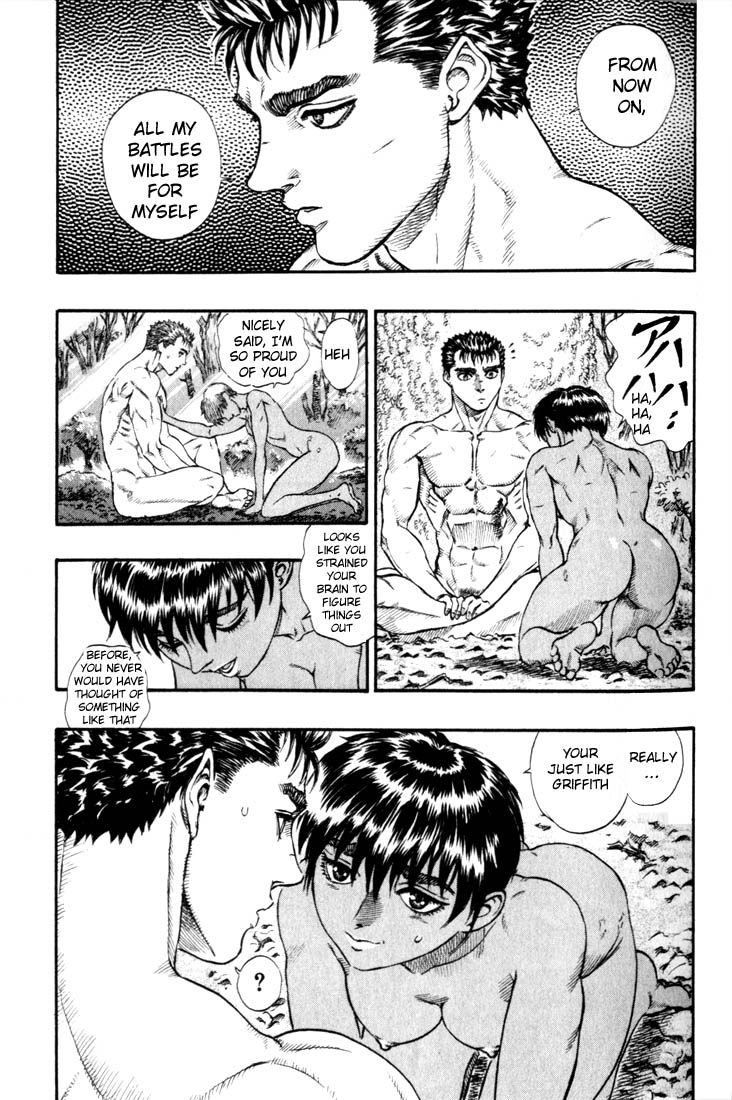 FROM
NOW
ON,
ALL MY
BATTLES
WILL BE
FOR
MYSELF
アハハハ・
HA,
HA,
HA
HEH
NICELY
SAID, I'M
SO PROUD
OF YOU
LOOKS
LIKE YOU
STRAINED
YOUR
BRAIN TO
FIGURE
THINGS
OUT
BEFORE,
YOU NEVER
WOULD HAVE
THOUGHT OF
SOMETHING
LIKE THAT
REALLY
...
YOUR
JUST LIKE
GRIFFITH
?